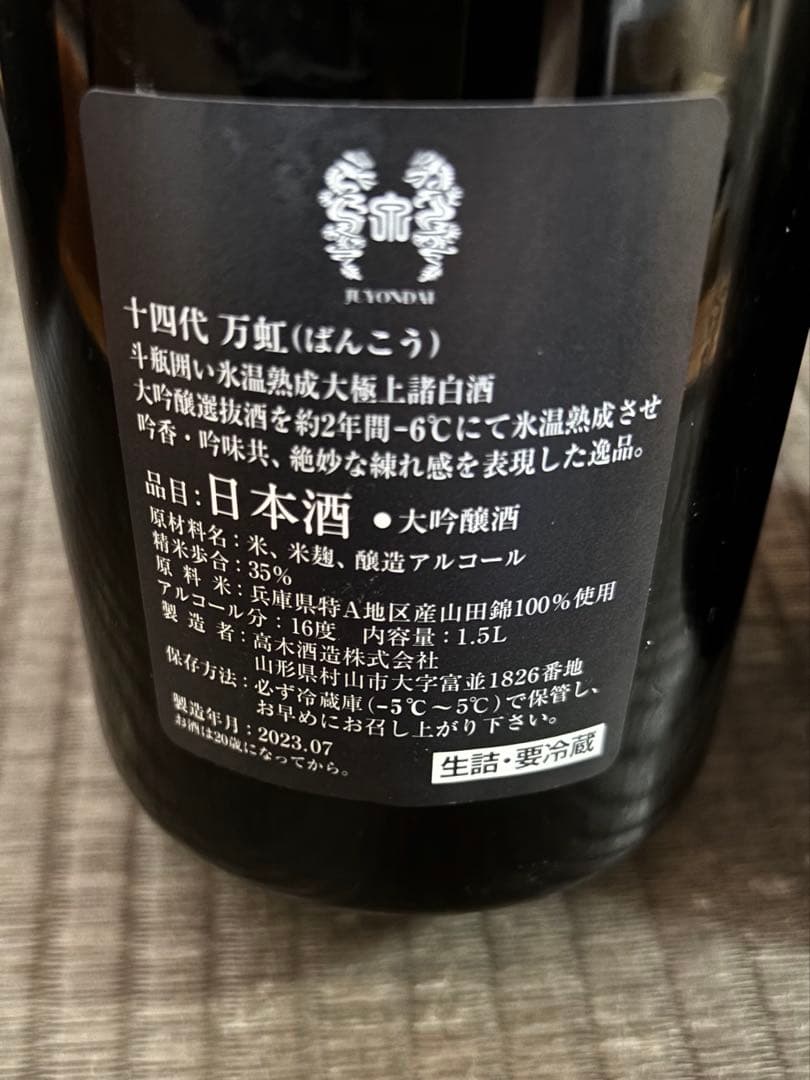 JUYONDAI
十四代 万虹(ばんこう)
斗瓶囲い氷温熟成大極上諸白酒
大吟醸選抜酒を約2年間-6℃にて氷温熟成させ
吟香・吟味共、絶妙な練れ感を表現した逸品。
品目:日本酒 ●大吟醸酒
原材料名:米、米麹、醸造アルコール
精米歩合:35%
原料米:兵庫県特A地区産山田錦100%使用
アルコール分:16度 内容量:1.5L
製造者:高木酒造株式会社
山形県村山市大字富並1826番地
保存方法:必ず冷蔵庫(-5℃~5℃)で保管し、
お早めにお召し上がり下さい。
製造年月:2023.07
お酒は20歳になってから。
生詰・要冷蔵